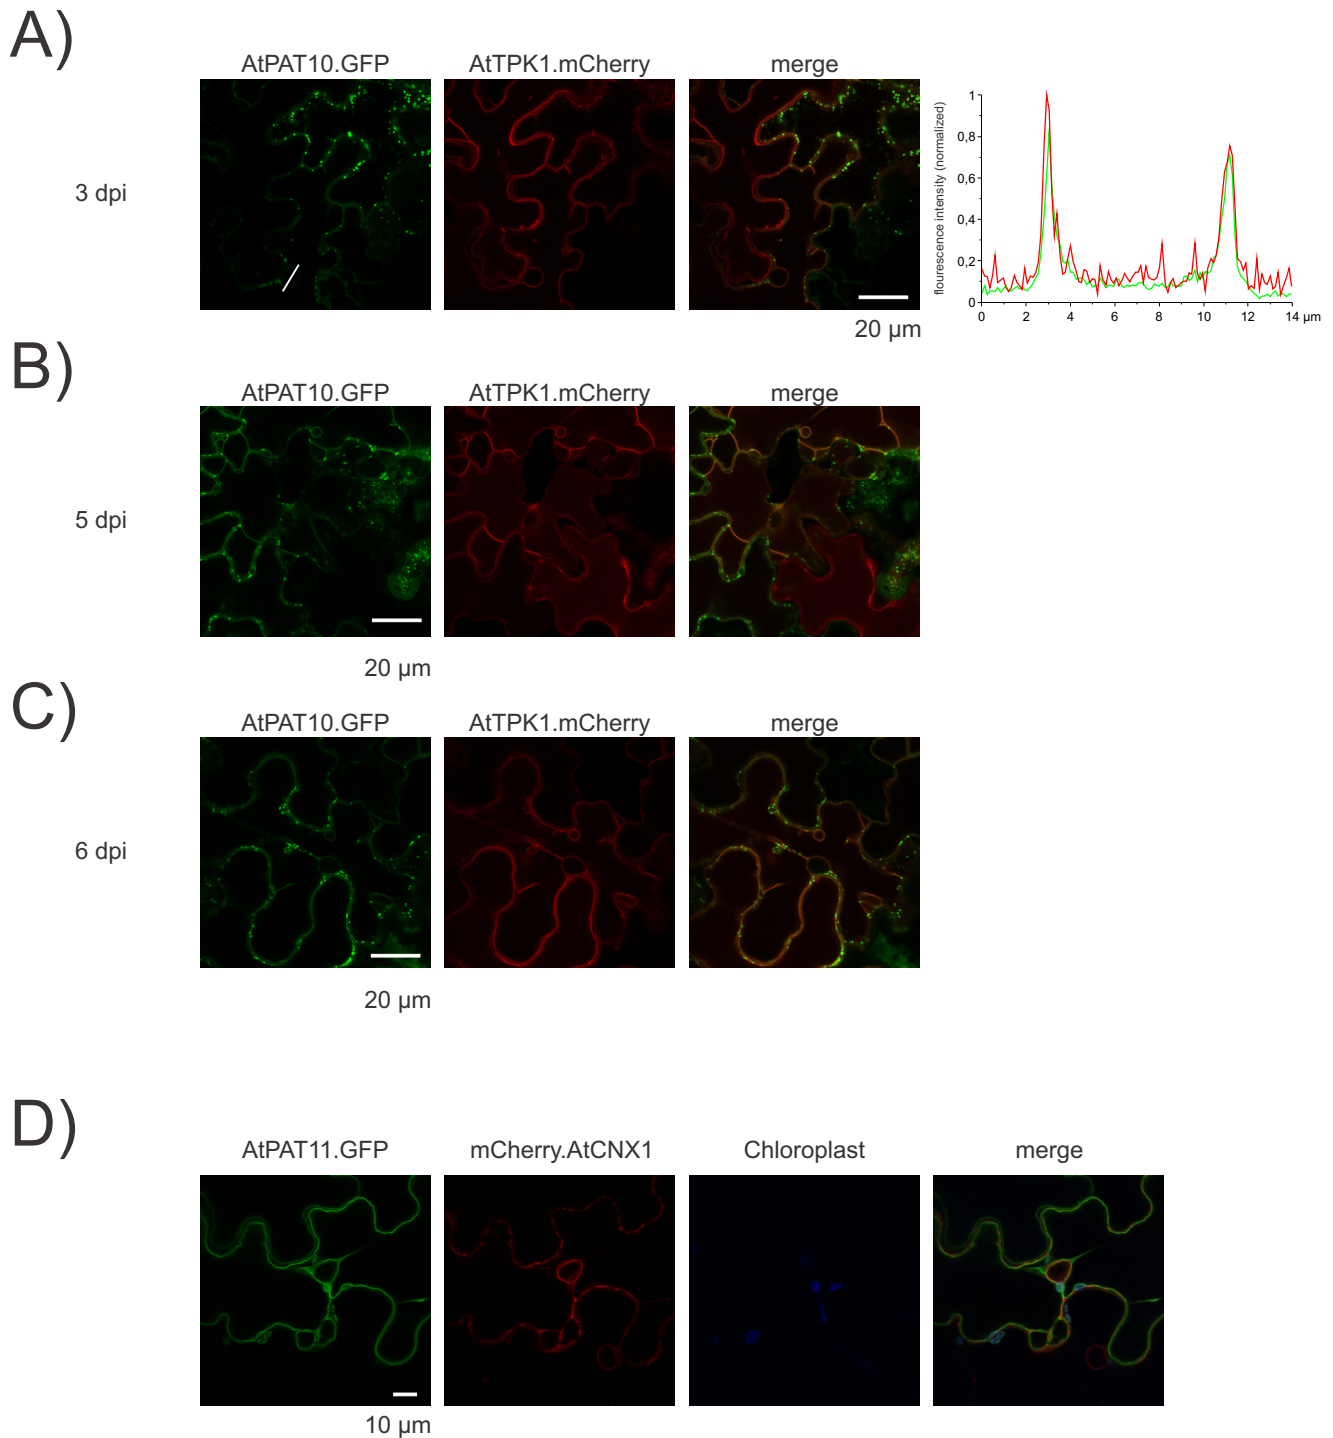 A)
AtPAT10.GFP AtTPK1.mCherry merge
3 dpi
flourescence intensity (normalized)
1
0,8
0,6
0,4
0,2
0
0 2 4 6 8 10 12 14 µm
20 µm
B)
AtPAT10.GFP AtTPK1.mCherry merge
5 dpi
20 µm
C)
AtPAT10.GFP AtTPK1.mCherry merge
6 dpi
20 µm
D)
AtPAT11.GFP mCherry.AtCNX1 Chloroplast merge
10 µm